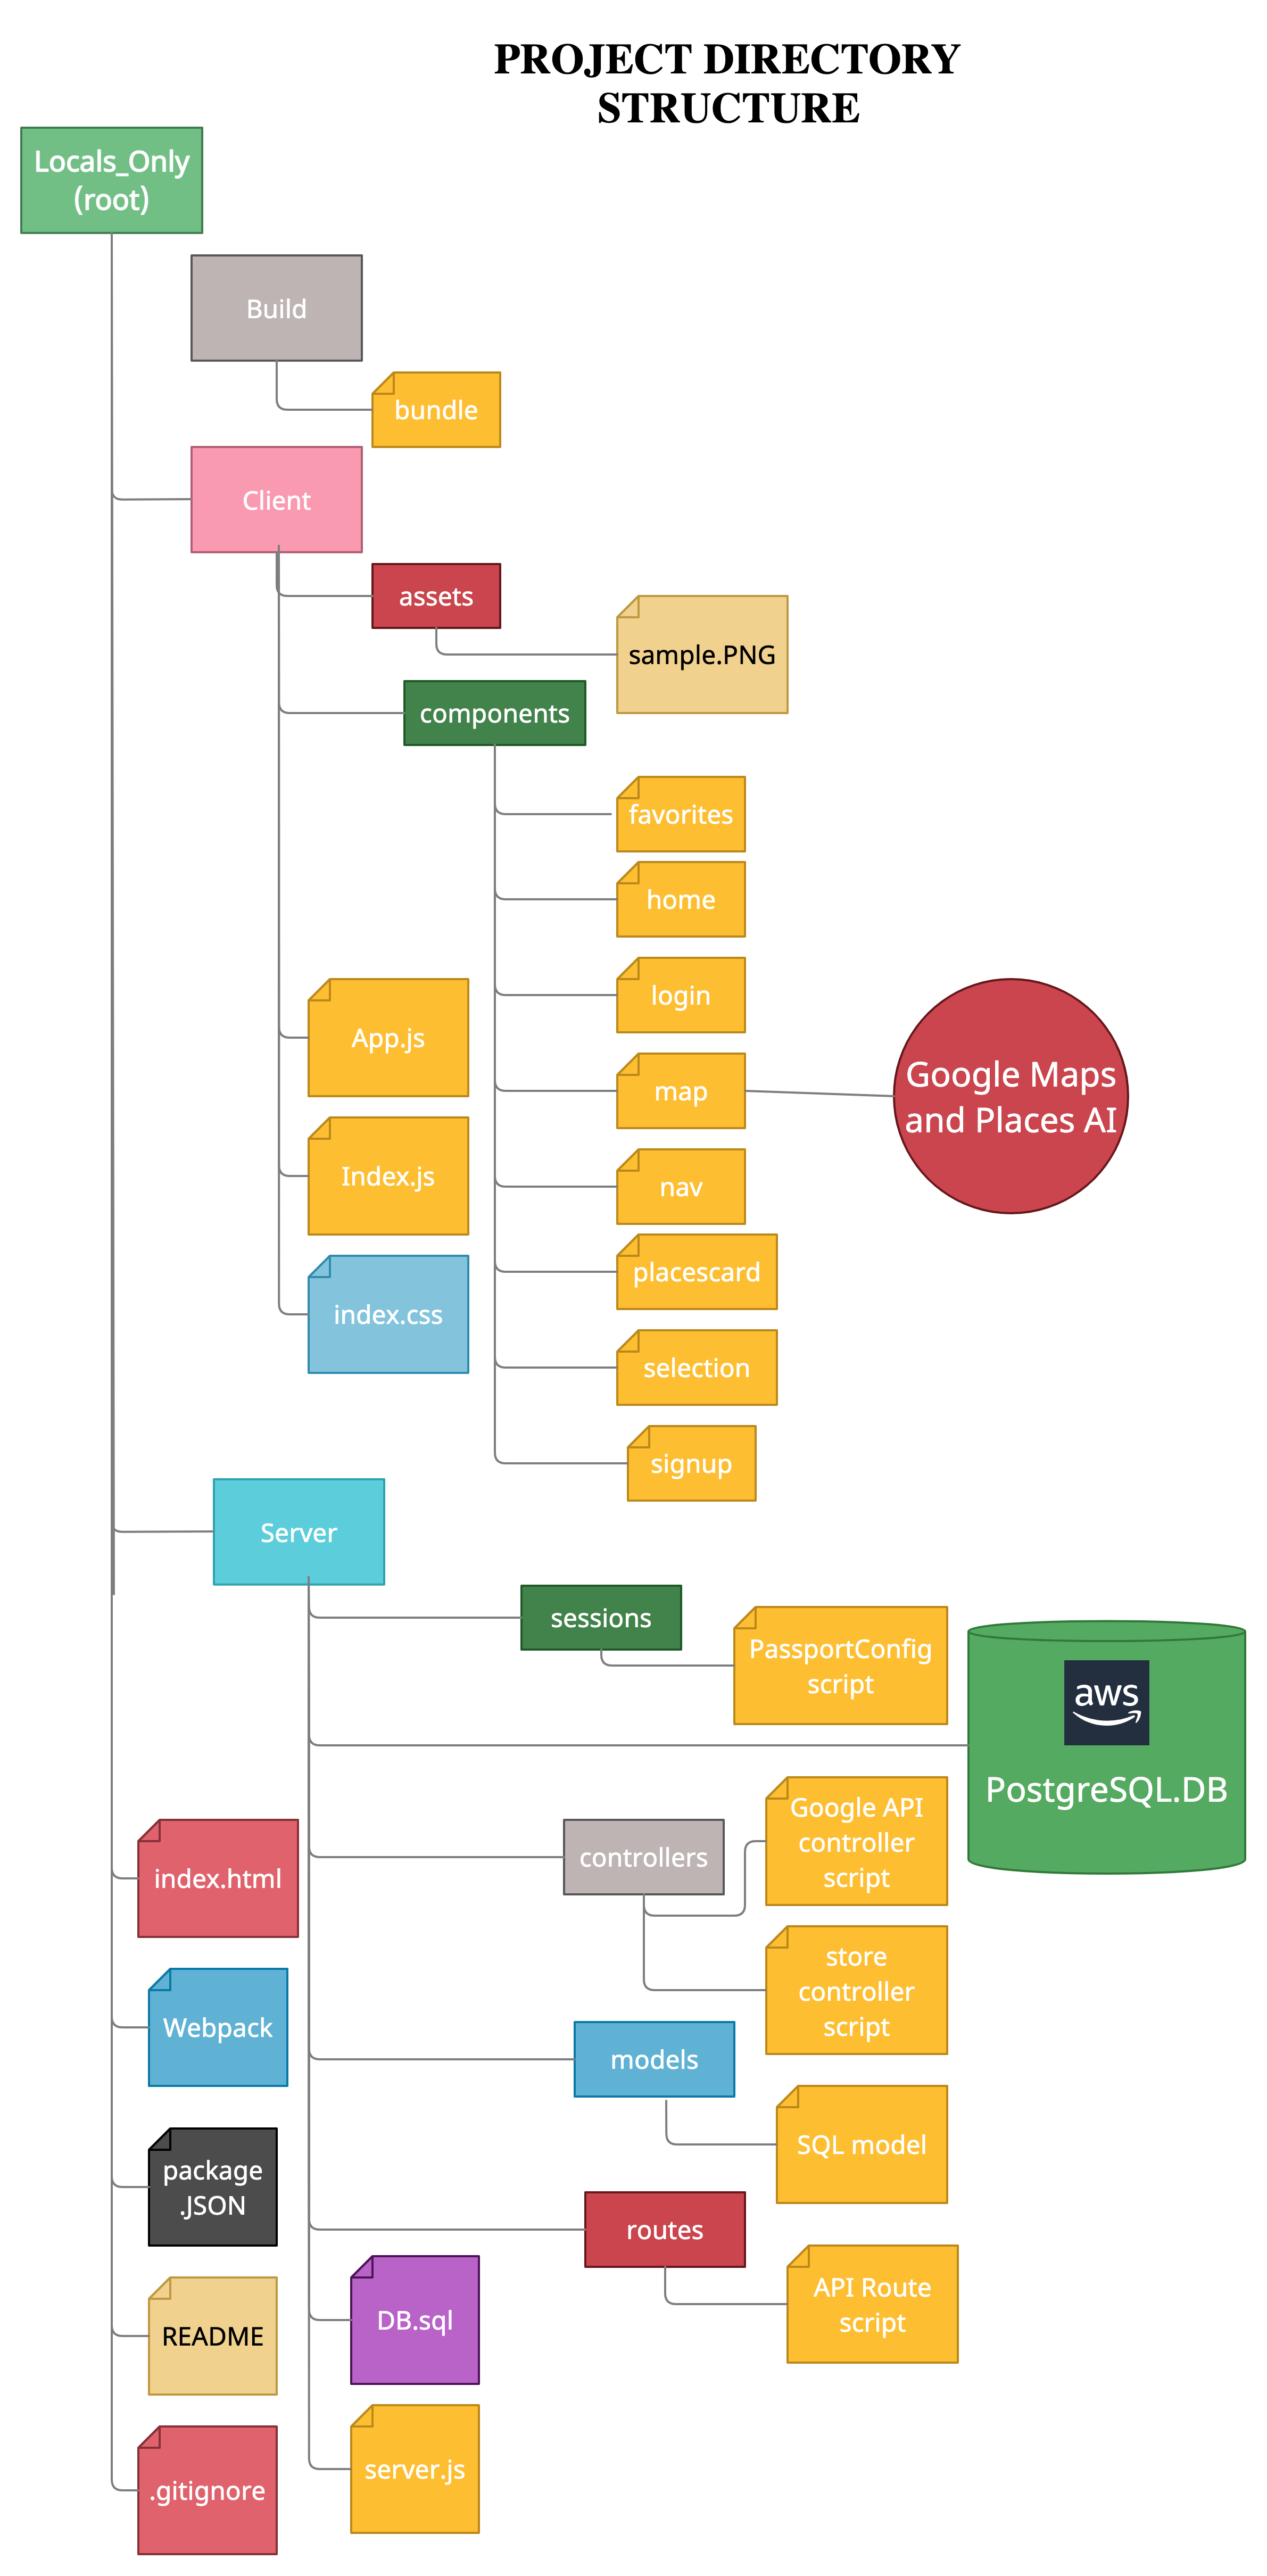 PROJECT DIRECTORY
STRUCTURE
Locals_Only
(root)
Build
bundle
Client
assets
sample.PNG
components
favorites
home
login
App.js
Google Maps
and Places AI
map
Index.js
nav
placescard
index.css
selection
signup
Server
sessions
PassportConfig
script
aws
PostgreSQL.DB
Google API
controller
script
controllers
index.html
store
controller
script
Webpack
models
SQL model
package
.JSON
routes
API Route
script
DB.sql
README
server.js
.gitignore